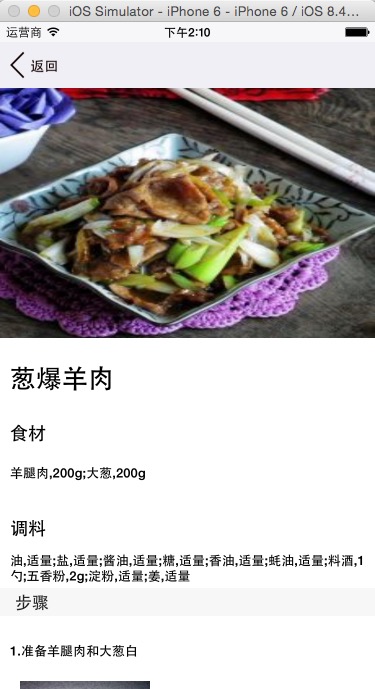 iOS Simulator - iPhone 6 - iPhone 6 / iOS 8.4...
运营商 下午2:10
返回
葱爆羊肉
食材
羊腿肉,200g;大葱,200g
调料
油,适量;盐,适量;酱油,适量;糖,适量;香油,适量;蚝油,适量;料酒,1
勺;五香粉,2g;淀粉,适量;姜,适量
步骤
1.准备羊腿肉和大葱白